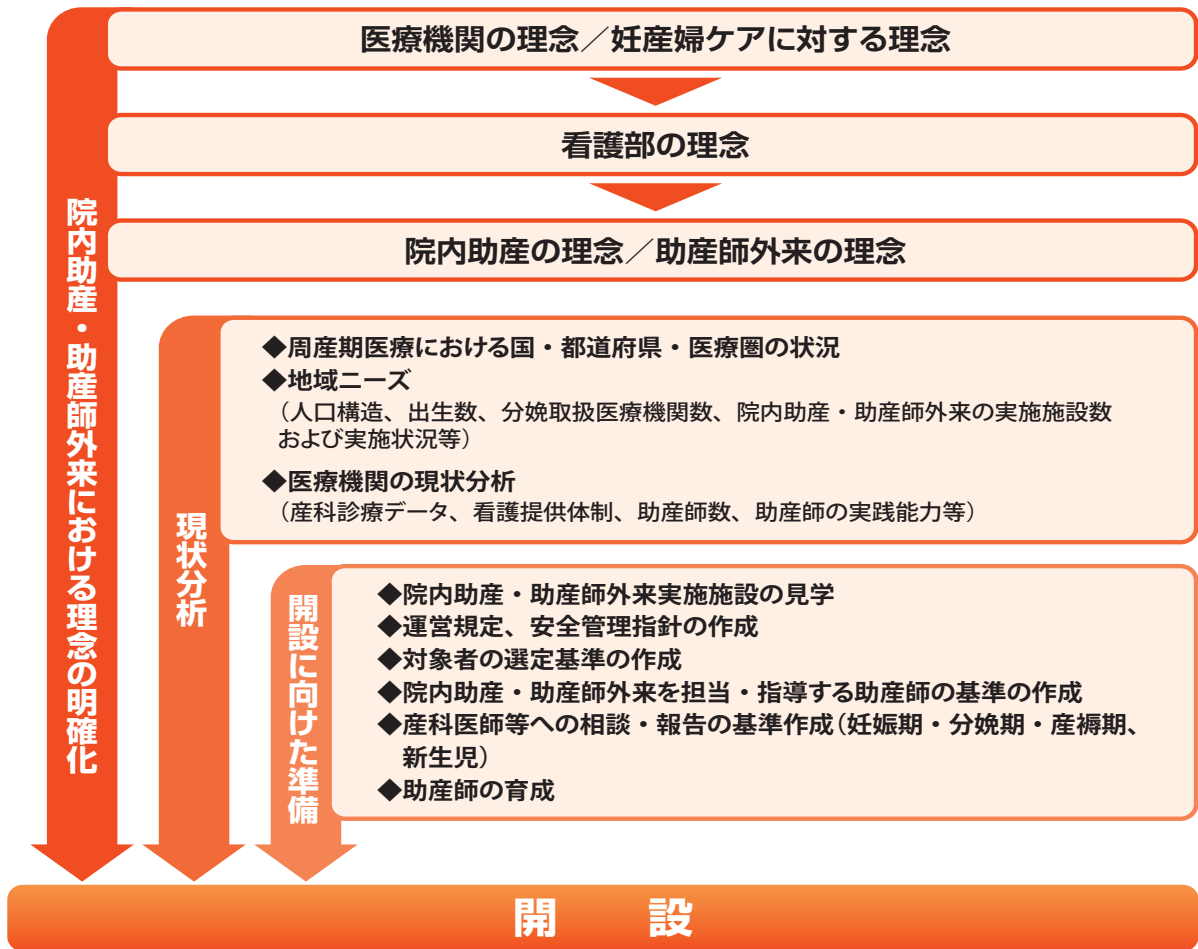 医療機関の理念／妊産婦ケアに対する理念
看護部の理念
院内助産の理念／助産師外来の理念
院内助産・助産師外来における理念の明確化
◆周産期医療における国・都道府県・医療圏の状況
◆地域ニーズ
（人口構造、出生数、分娩取扱医療機関数、院内助産・助産師外来の実施施設数
および実施状況等）
◆医療機関の現状分析
（産科診療データ、看護提供体制、助産師数、助産師の実践能力等）
現状分析
◆院内助産・助産師外来実施施設の見学
◆運営規定、安全管理指針の作成
◆対象者の選定基準の作成
◆院内助産・助産師外来を担当・指導する助産師の基準の作成
◆産科医師等への相談・報告の基準作成（妊娠期・分娩期・産褥期、
新生児）
◆助産師の育成
開設に向けた準備
開　設